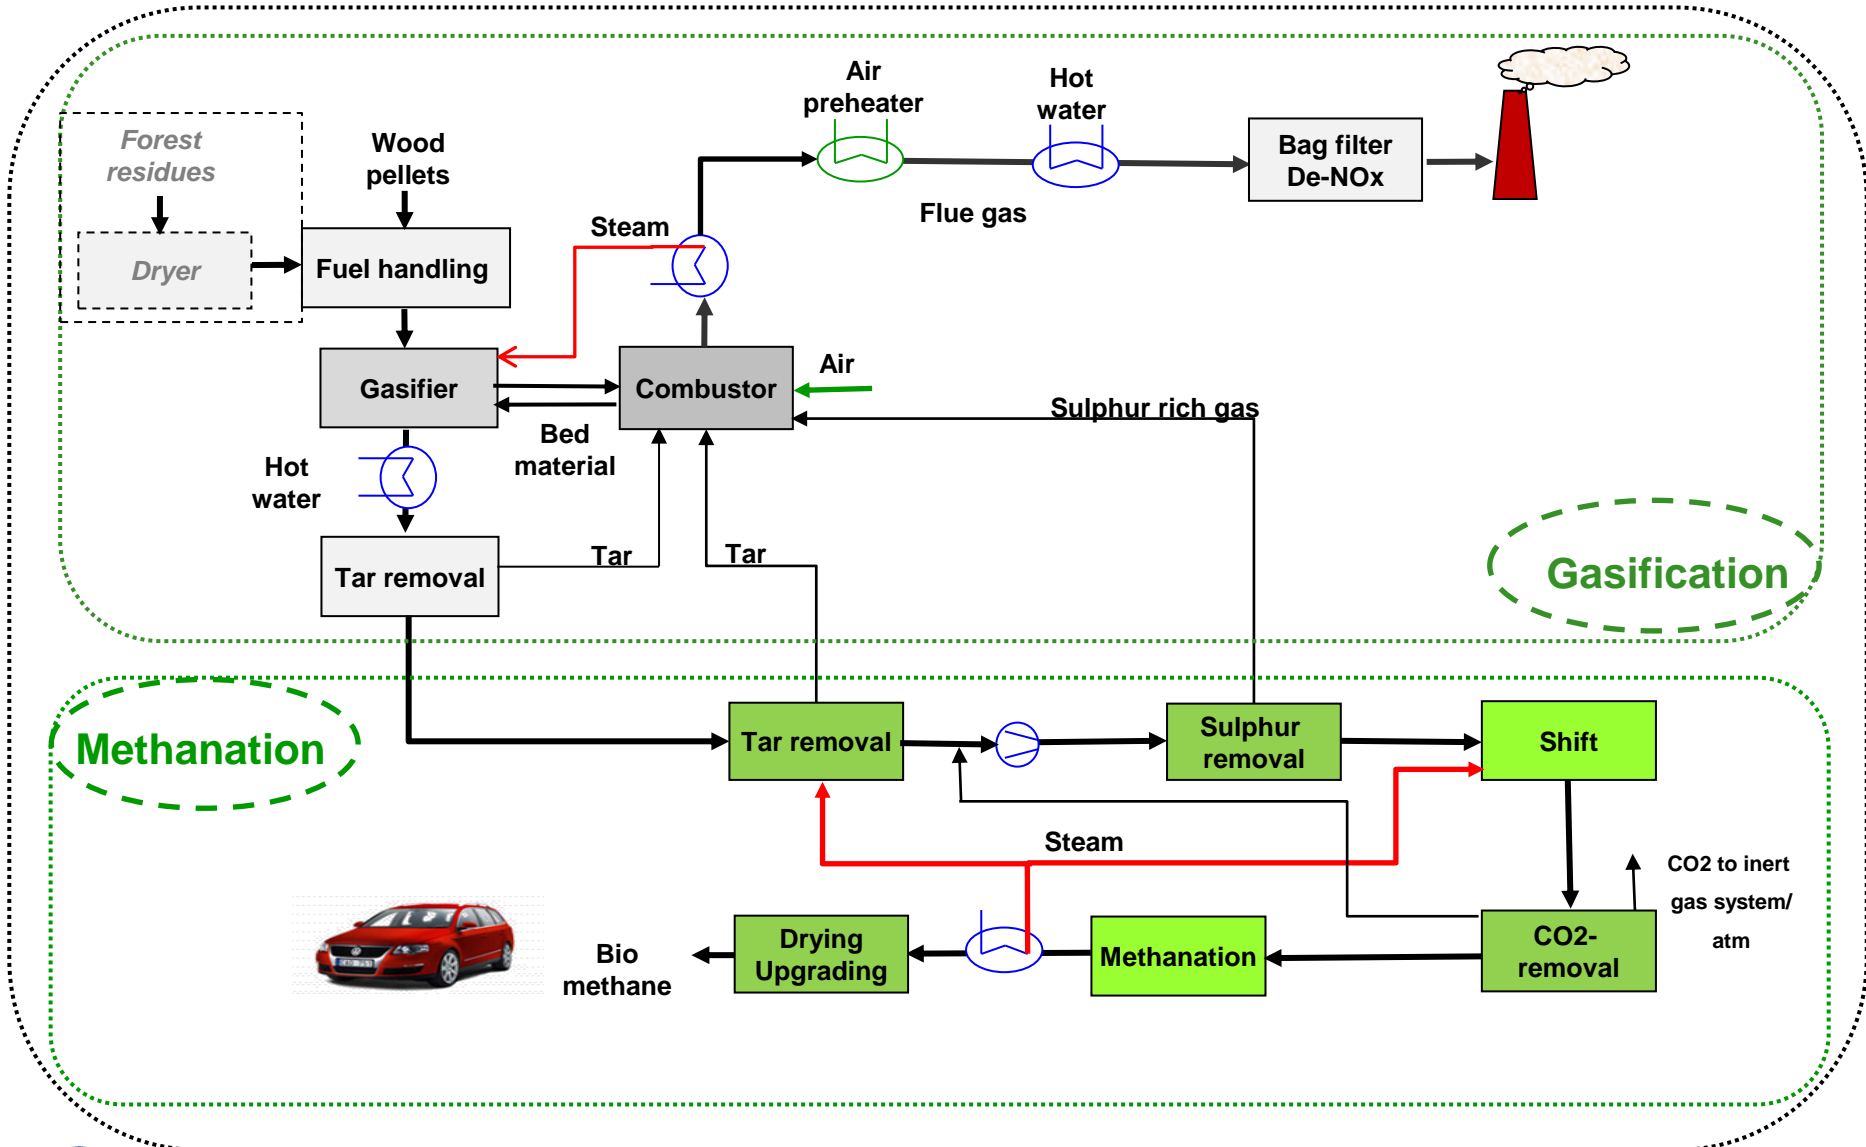 Air
preheater
Hot
water
Forest
residues
Wood
pellets
Bag filter
De-NOx
Steam
Flue gas
Dryer
Fuel handling
Gasifier
Combustor
Air
Sulphur rich gas
Bed
material
Hot
water
Tar removal
Tar
Tar
Gasification
Methanation
Tar removal
Sulphur
removal
Shift
Steam
CO2 to inert
gas system/
atm
Bio
methane
Drying
Upgrading
Methanation
CO2-
removal